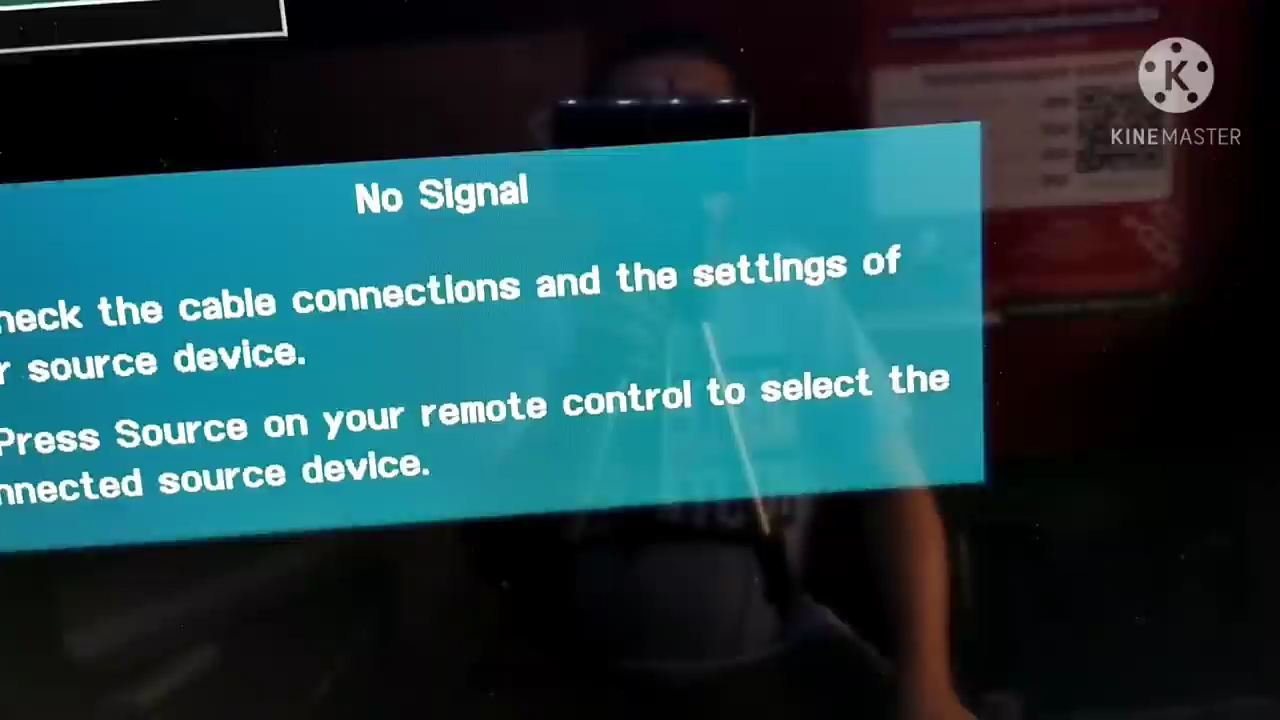 No Signal
heck the cable connections and the settings of
r source device.
Press Source on your remote control to select the
nnected source device.
K
KINEMASTER